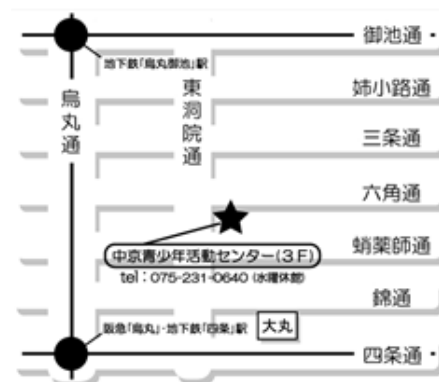 御池通・
地下鉄「烏丸御池」駅
烏丸通
東洞院通
姉小路通
三条通
六角通
中京青少年活動センター(3F)
tel:075-231-0640 (水曜休館)
蛸薬師通
錦通
阪急「烏丸」・地下鉄「四条」駅
大丸
四条通・